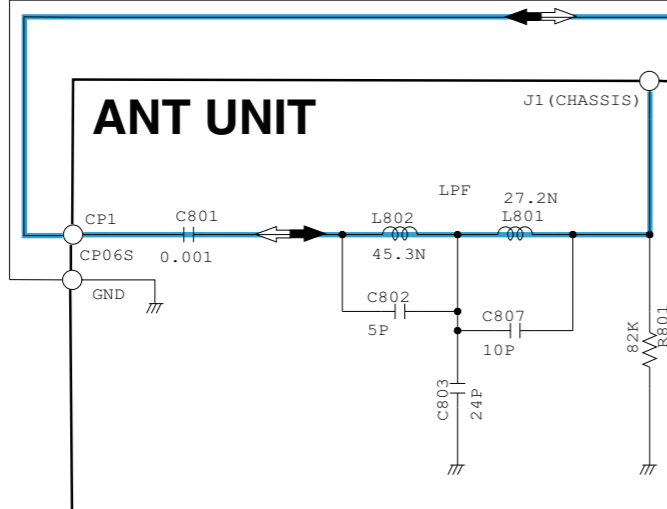 J1(CHASSIS)
ANT UNIT
LPF
27.2N
CP1
C801
L802
L801
CP06S
0.001
45.3N
GND
C802
C807
5P
10P
82K
R801
C803
24P